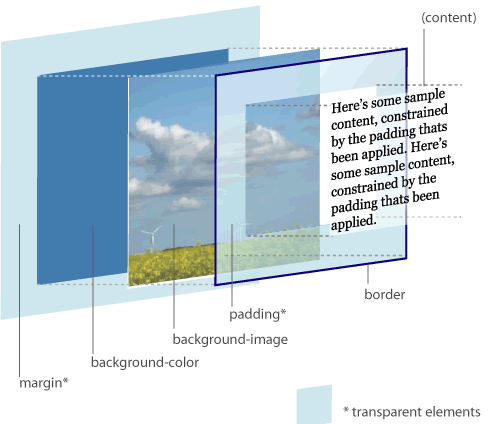 (content)
Here's some sample
content, constrained
by the padding thats
been applied. Here's
some sample content,
constrained by the
padding thats been
applied.
border
padding*
background-image
background-color
margin*
* transparent elements